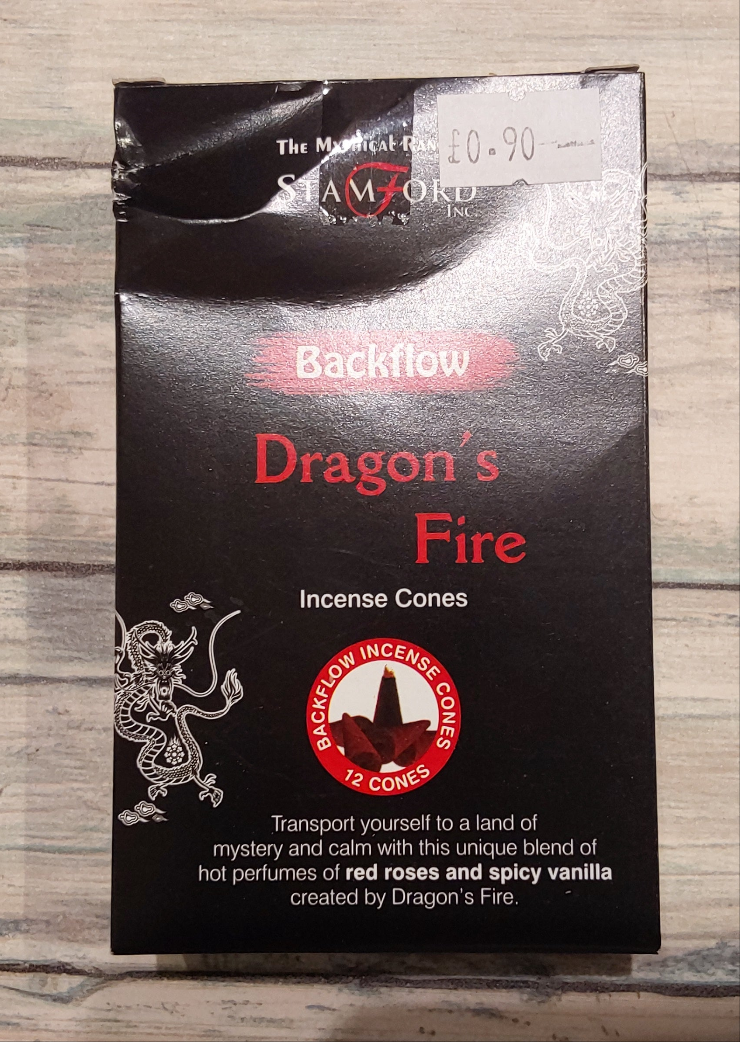 The Mythical Ran
£0.90
STAMFORD
INC.
Backflow
Dragon´s
Fire
Incense Cones
BACKFLOW INCENSE CONES
12 CONES
Transport yourself to a land of
mystery and calm with this unique blend of
hot perfumes of red roses and spicy vanilla
created by Dragon's Fire.